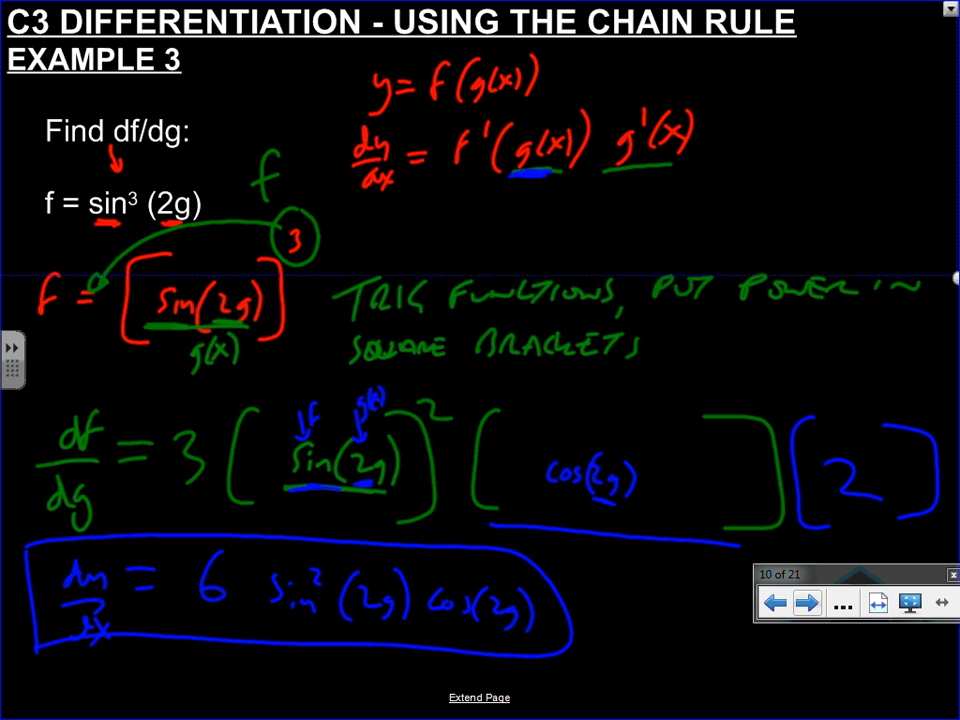 C3 DIFFERENTIATION - USING THE CHAIN RULE
EXAMPLE 3
y = f(g(x))
Find df/dg:
dy/dx = f'(g(x)) g'(x)
f
f = sin³ (2g)
f = [sin(2g)]³
g(x)
TRIG FUNCTIONS, PUT POWER IN
SQUARE BRACKETS
f g(x)
df/dg = 3 (sin(2g))² [cos(2g)] [2]
dy/dx = 6 sin² (2g) cos(2g)
10 of 21
...
Extend Page